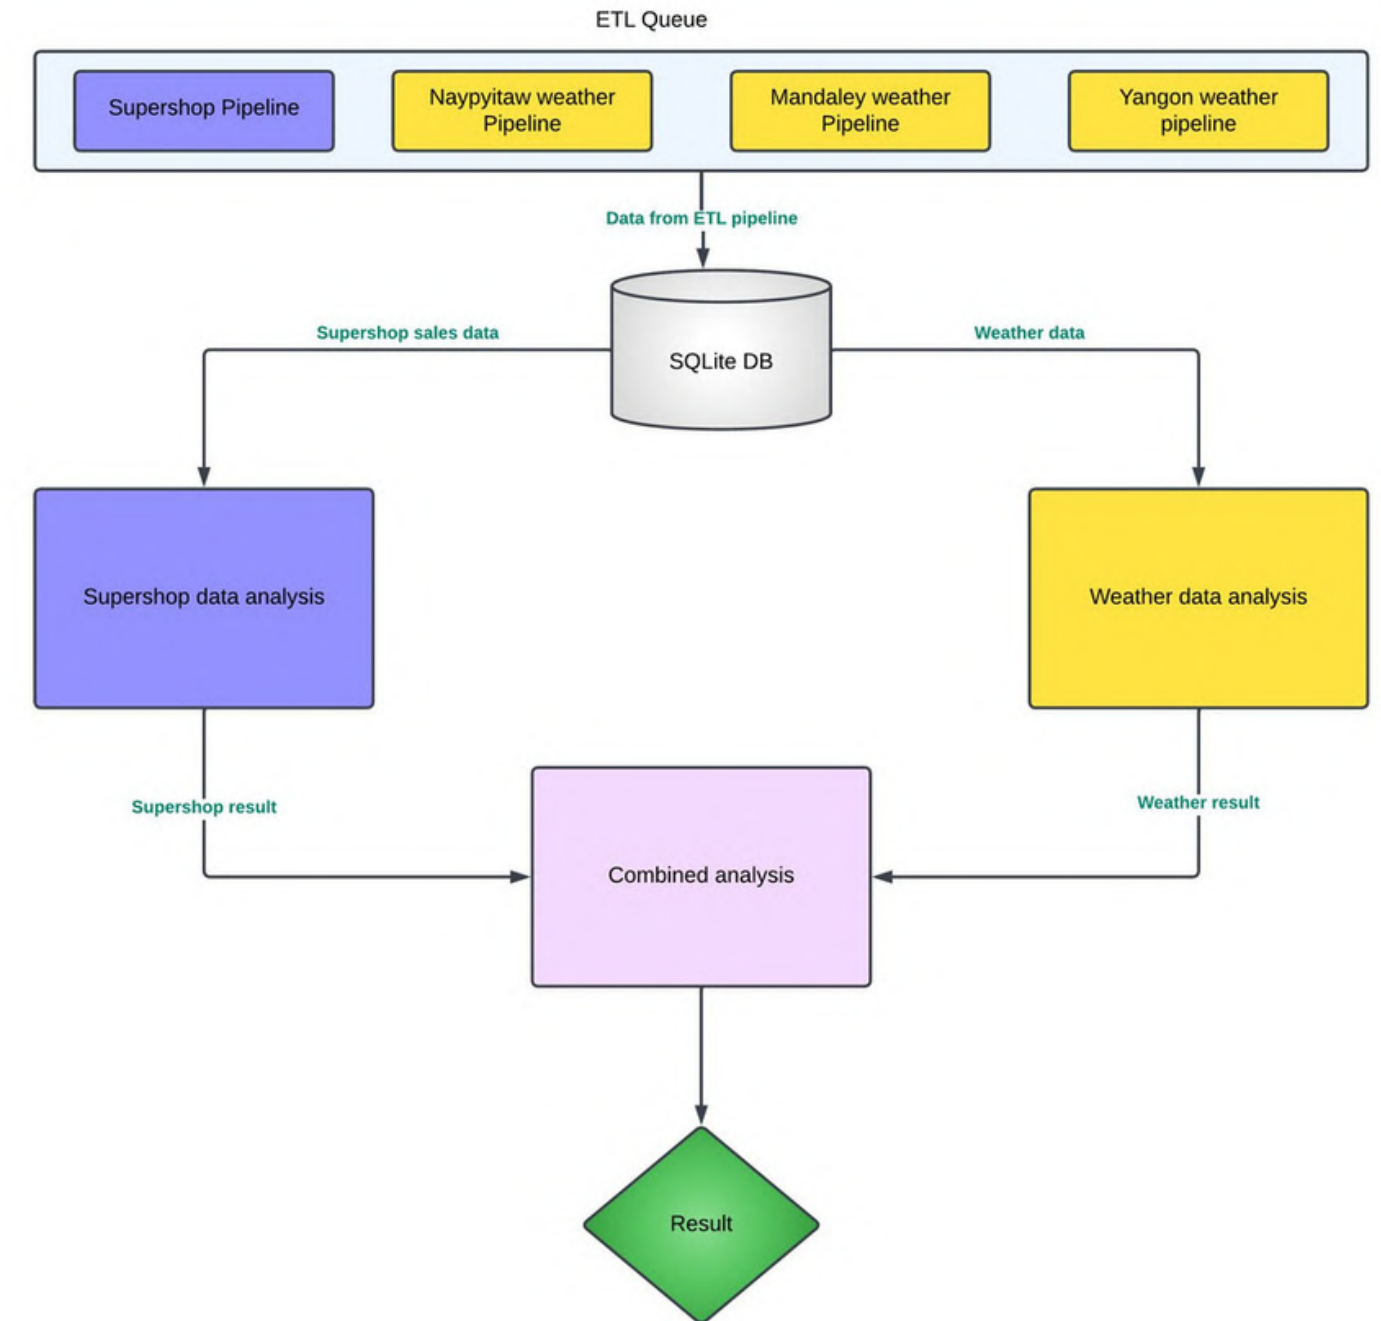 ETL Queue
Supershop Pipeline
Naypyitaw weather
Pipeline
Mandaley weather
Pipeline
Yangon weather
pipeline
Data from ETL pipeline
Supershop sales data
Weather data
SQLite DB
Supershop data analysis
Weather data analysis
Supershop result
Weather result
Combined analysis
Result